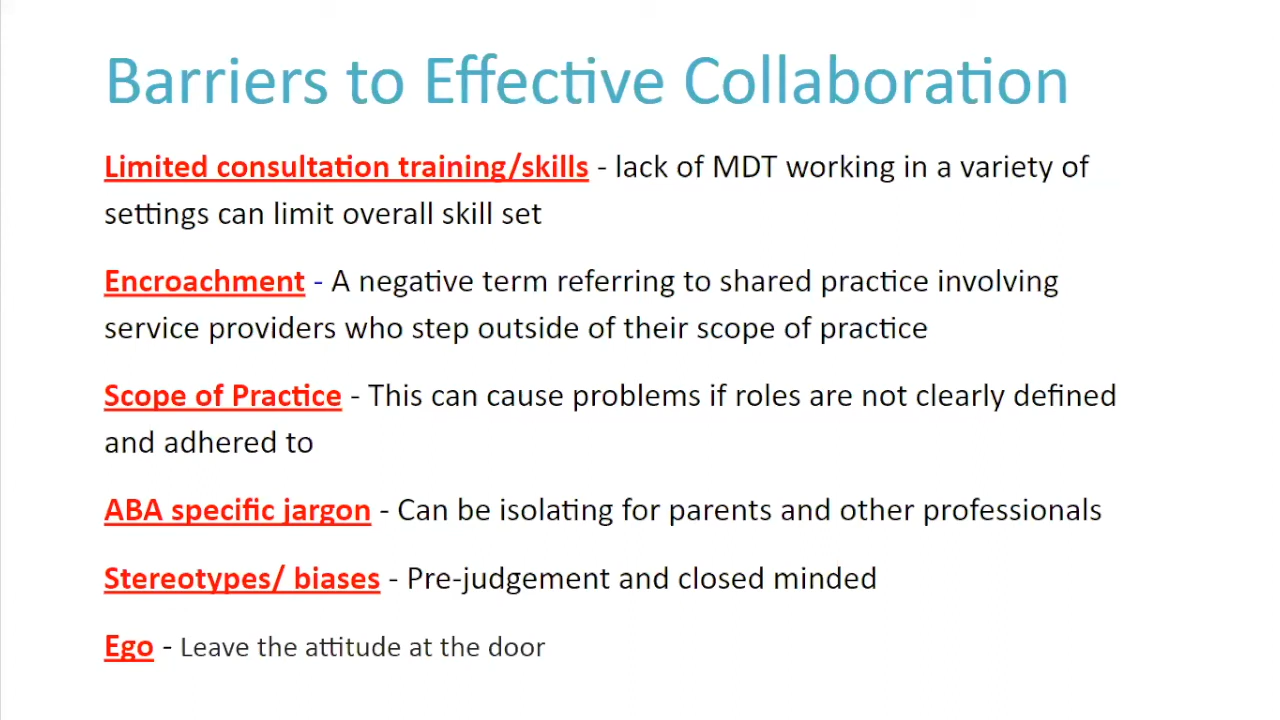 Barriers to Effective Collaboration
Limited consultation training/skills - lack of MDT working in a variety of
settings can limit overall skill set
Encroachment - A negative term referring to shared practice involving
service providers who step outside of their scope of practice
Scope of Practice - This can cause problems if roles are not clearly defined
and adhered to
ABA specific jargon - Can be isolating for parents and other professionals
Stereotypes/ biases - Pre-judgement and closed minded
Ego - Leave the attitude at the door